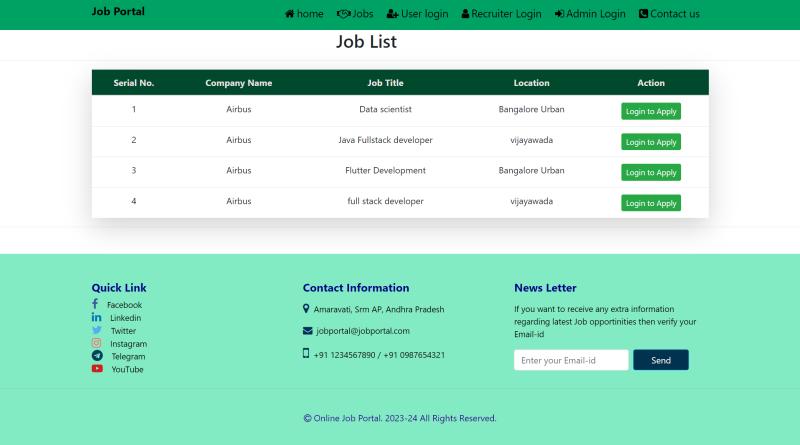 Job Portal
home Jobs User login Recruiter Login Admin Login Contact us
Job List
Serial No. Company Name Job Title Location Action
1 Airbus Data scientist Bangalore Urban Login to Apply
2 Airbus Java Fullstack developer vijayawada Login to Apply
3 Airbus Flutter Development Bangalore Urban Login to Apply
4 Airbus full stack developer vijayawada Login to Apply
Quick Link
Facebook
Linkedin
Twitter
Instagram
Telegram
YouTube
Contact Information
Amaravati, Srm AP, Andhra Pradesh
jobportal@jobportal.com
+91 1234567890 / +91 0987654321
News Letter
If you want to receive any extra information
regarding latest Job opportinities then verify your
Email-id
Enter your Email-id Send
© Online Job Portal. 2023-24 All Rights Reserved.